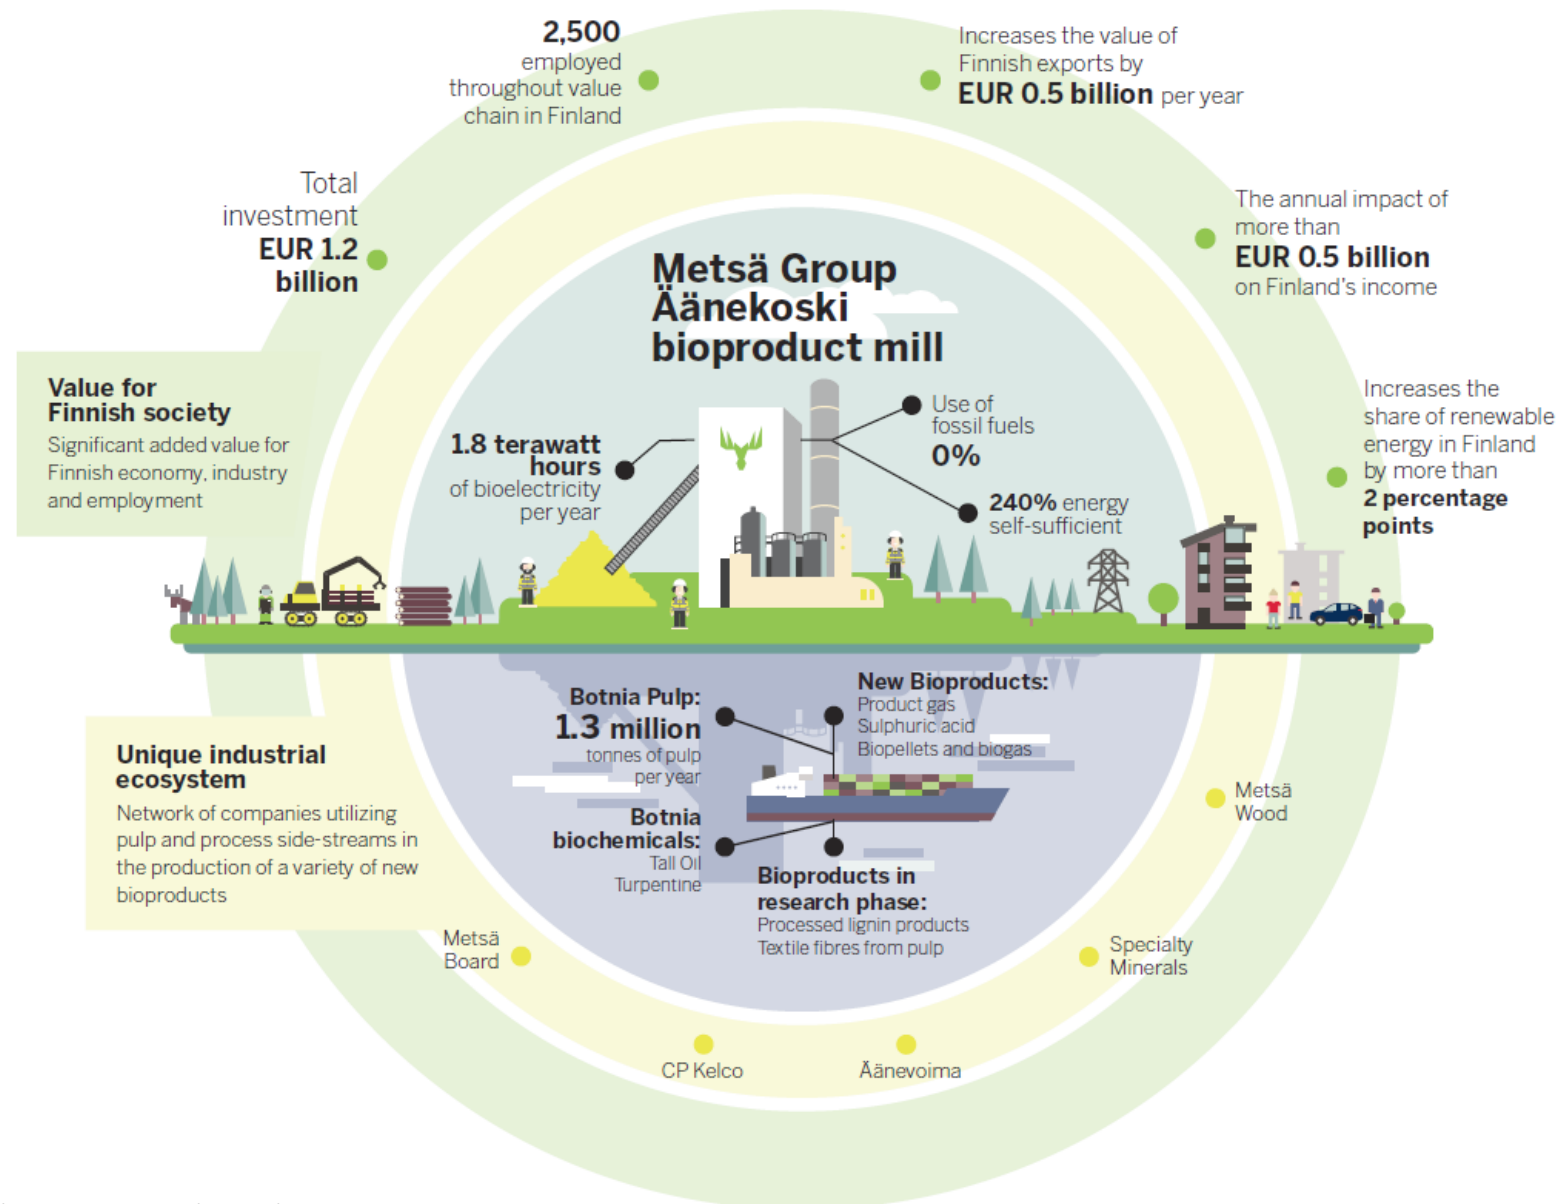 2,500
employed
throughout value
chain in Finland
Increases the value of
Finnish exports by
EUR 0.5 billion per year
Total
investment
EUR 1.2
billion
The annual impact of
more than
EUR 0.5 billion
on Finland's income
Metsä Group
Äänekoski
bioproduct mill
Value for
Finnish society
Significant added value for
Finnish economy, industry
and employment
1.8 terawatt
hours
of bioelectricity
per year
Use of
fossil fuels
0%
240% energy
self-sufficient
Increases the
share of renewable
energy in Finland
by more than
2 percentage
points
Botnia Pulp:
1.3 million
tonnes of pulp
per year
New Bioproducts:
Product gas
Sulphuric acid
Biopellets and biogas
Unique industrial
ecosystem
Network of companies utilizing
pulp and process side-streams in
the production of a variety of new
bioproducts
Botnia
biochemicals:
Tall Oil
Turpentine
Bioproducts in
research phase:
Processed lignin products
Textile fibres from pulp
Metsä
Wood
Metsä
Board
Specialty
Minerals
CP Kelco
Äänevoima